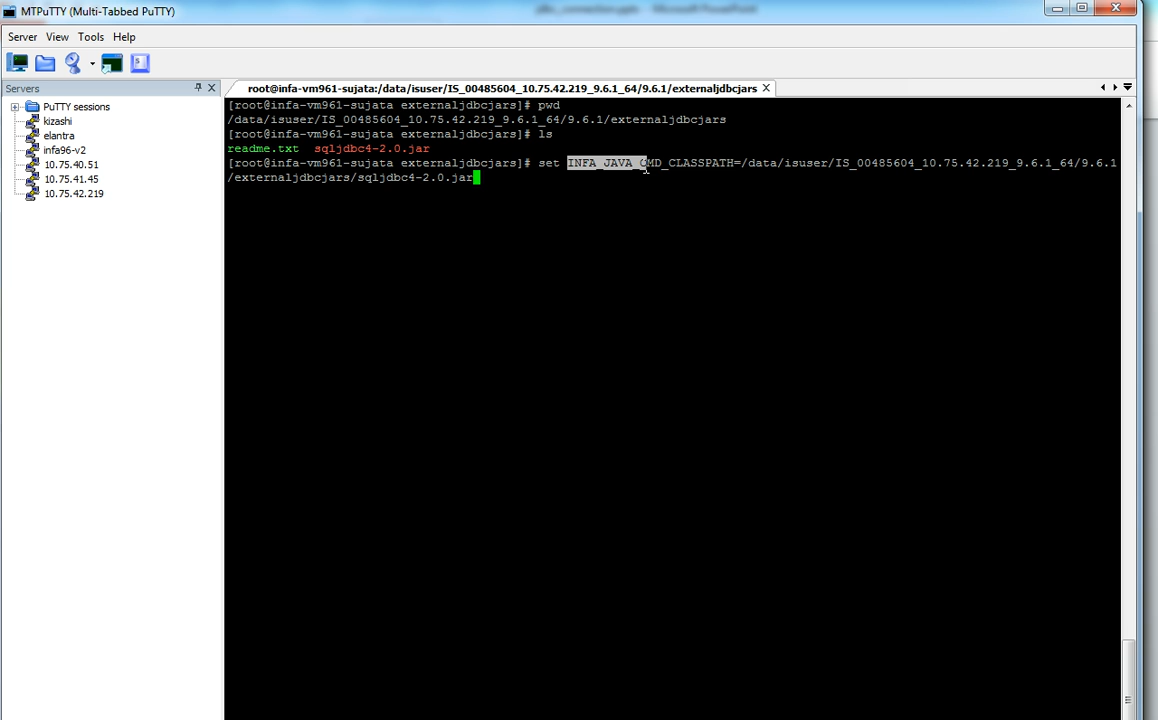 MTPuTTY (Multi-Tabbed PuTTY)
Server View Tools Help
Servers
PuTTY sessions
kizashi
elantra
infa96-v2
10.75.40.51
10.75.41.45
10.75.42.219
root@infa-vm961-sujata:/data/isuser/IS_00485604_10.75.42.219_9.6.1_64/9.6.1/externaljdbcjars
[root@infa-vm961-sujata externaljdbcjars]# pwd
/data/isuser/IS_00485604_10.75.42.219_9.6.1_64/9.6.1/externaljdbcjars
[root@infa-vm961-sujata externaljdbcjars]# ls
readme.txt sqljdbc4-2.0.jar
[root@infa-vm961-sujata externaljdbcjars]# set INFA_JAVA_CMD_CLASSPATH=/data/isuser/IS_00485604_10.75.42.219_9.6.1_64/9.6.1
/externaljdbcjars/sqljdbc4-2.0.jar